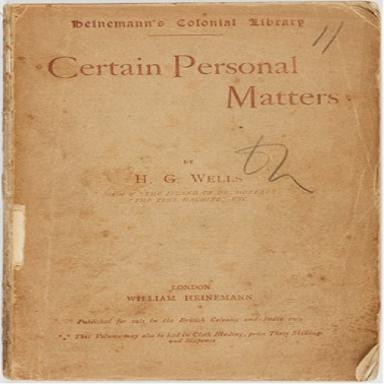 Heinemann's Colonial Library
11
Certain Personal
Matters
BY
H. G. WELLS
"THE ISLAND OF DR. MOREAU,"
"THE TIME MACHINE," ETC.
LONDON
WILLIAM HEINEMANN
Published for sale in the British Colonies and India only
This Volume may also be had in Cloth Binding, price Three Shillings
and Sixpence